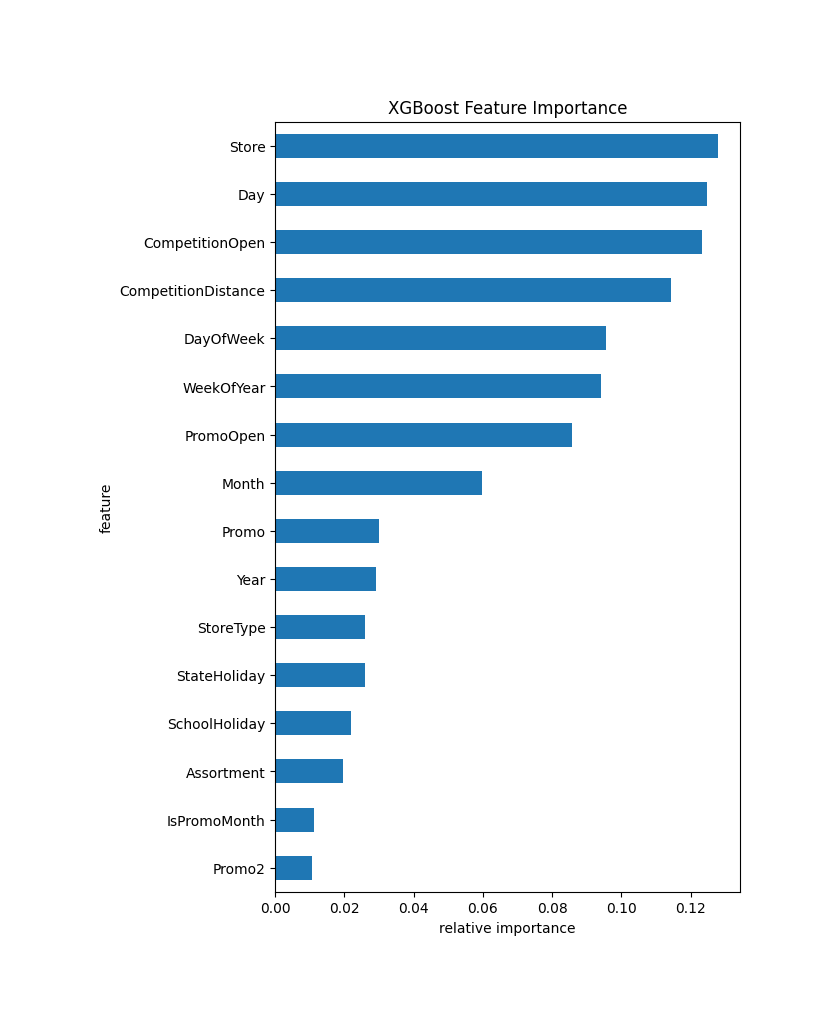 XGBoost Feature Importance
Store
Day
CompetitionOpen
CompetitionDistance
DayOfWeek
WeekOfYear
PromoOpen
Month
Promo
Year
StoreType
StateHoliday
SchoolHoliday
Assortment
IsPromoMonth
Promo2
feature
0.00 0.02 0.04 0.06 0.08 0.10 0.12
relative importance